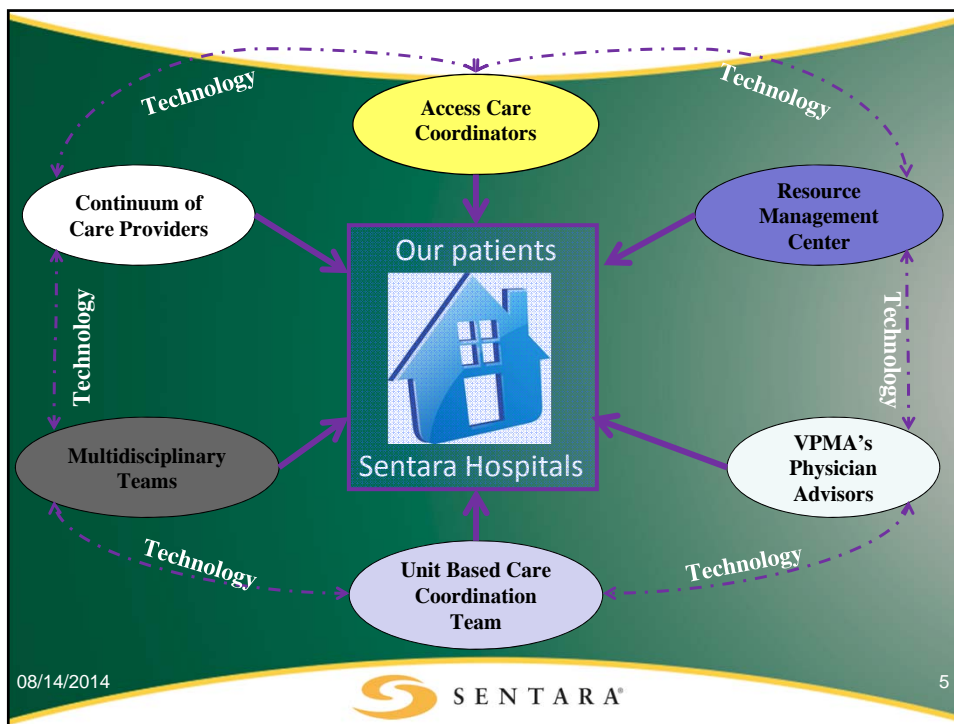 Technology
Technology
Access Care
Coordinators
Continuum of
Care Providers
Resource
Management
Center
Our patients
Technology
Technology
Sentara Hospitals
Multidisciplinary
Teams
VPMA's
Physician
Advisors
Technology
Technology
Unit Based Care
Coordination
Team
08/14/2014
SENTARA®
5